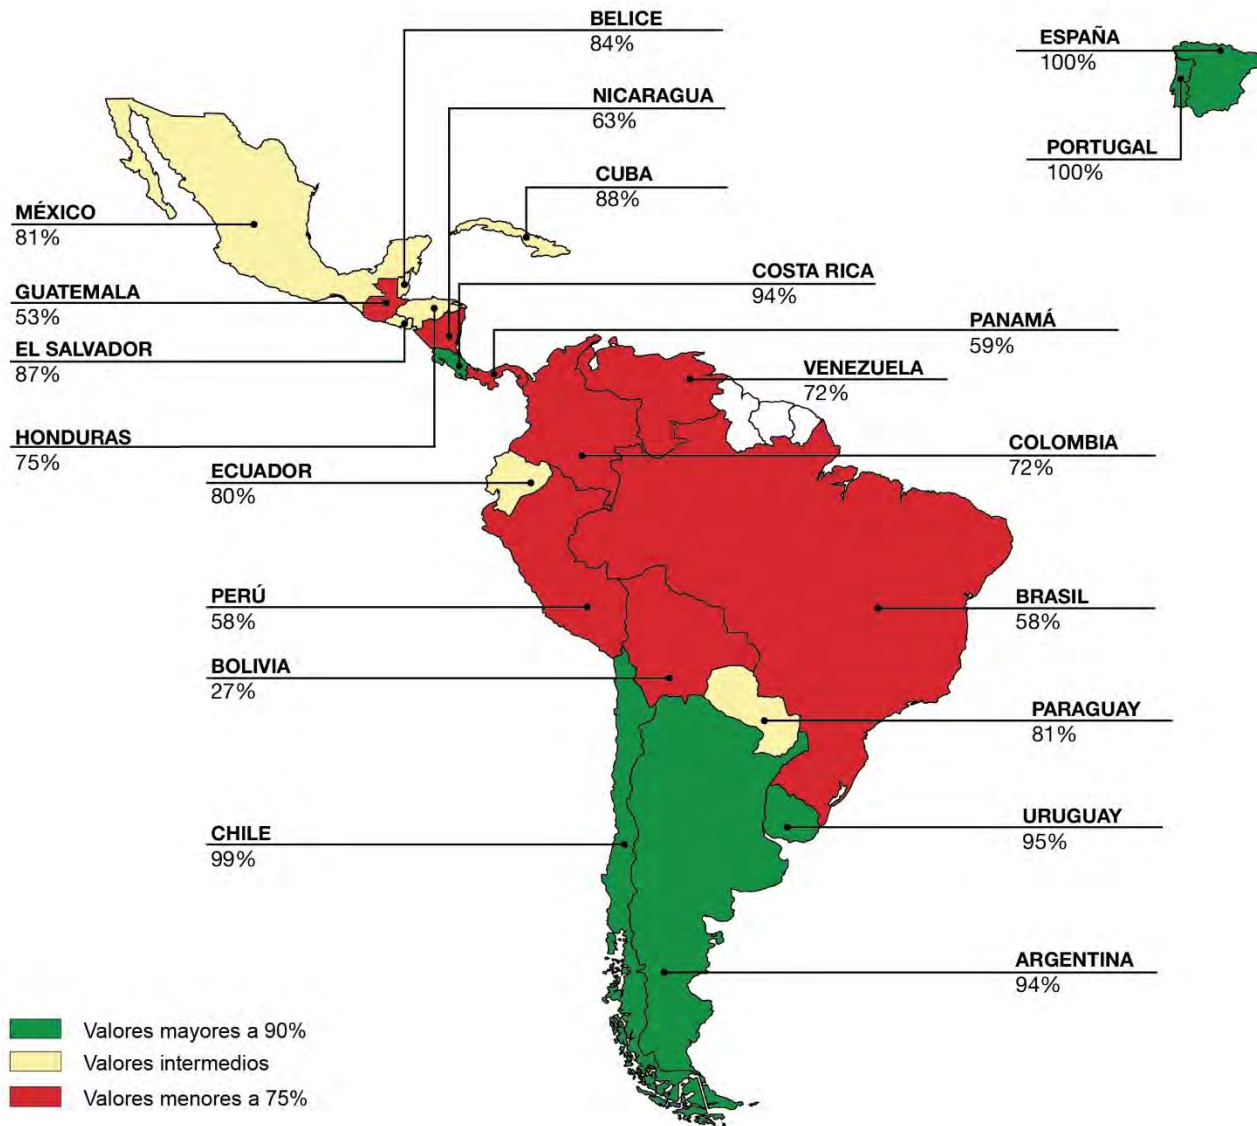 BELICE
84%
ESPAÑA
100%
NICARAGUA
63%
PORTUGAL
100%
CUBA
88%
MÉXICO
81%
COSTA RICA
94%
GUATEMALA
53%
PANAMÁ
59%
EL SALVADOR
87%
VENEZUELA
72%
HONDURAS
75%
COLOMBIA
72%
ECUADOR
80%
PERÚ
58%
BRASIL
58%
BOLIVIA
27%
PARAGUAY
81%
URUGUAY
95%
CHILE
99%
ARGENTINA
94%
Valores mayores a 90%
Valores intermedios
Valores menores a 75%